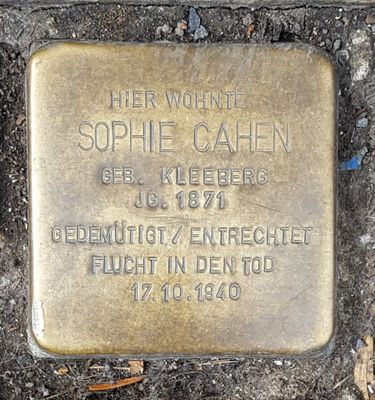 HIER WOHNTE
SOPHIE CAHEN
GEB. KLEEBERG
JG. 1871
GEDEMÜTIGT / ENTRECHTET
FLUCHT IN DEN TOD
17.10.1940